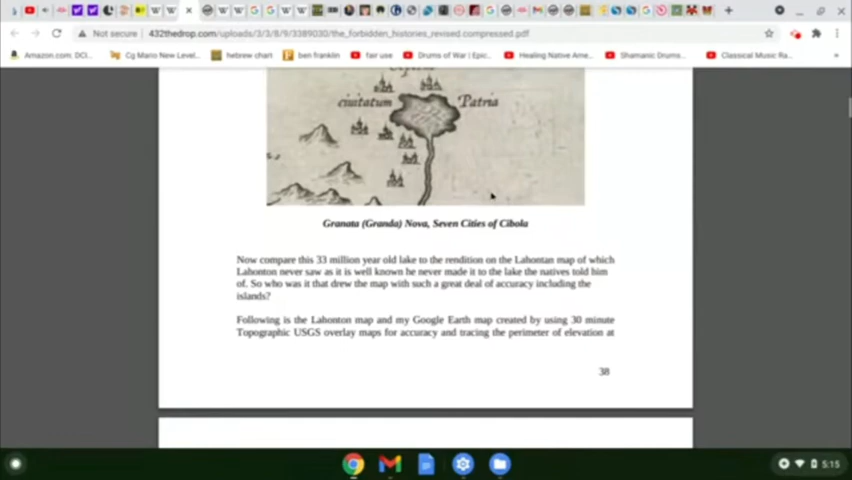 Not secure
432thedrop.com/uploads/3/3/8/9/3389030/the_forbidden_histories_revised.compressed.pdf
Amazon.com: DCI...
Cg Mario New Level...
hebrew chart
ben franklin
fair use
Drums of War | Epic...
Healing Native Ame...
Shamanic Drums...
Classical Music Ra...
ciuitatum Patria
Granata (Granda) Nova, Seven Cities of Cibola
Now compare this 33 million year old lake to the rendition on the Lahontan map of which
Lahonton never saw as it is well known he never made it to the lake the natives told him
of. So who was it that drew the map with such a great deal of accuracy including the
islands?
Following is the Lahonton map and my Google Earth map created by using 30 minute
Topographic USGS overlay maps for accuracy and tracing the perimeter of elevation at
38
5:15